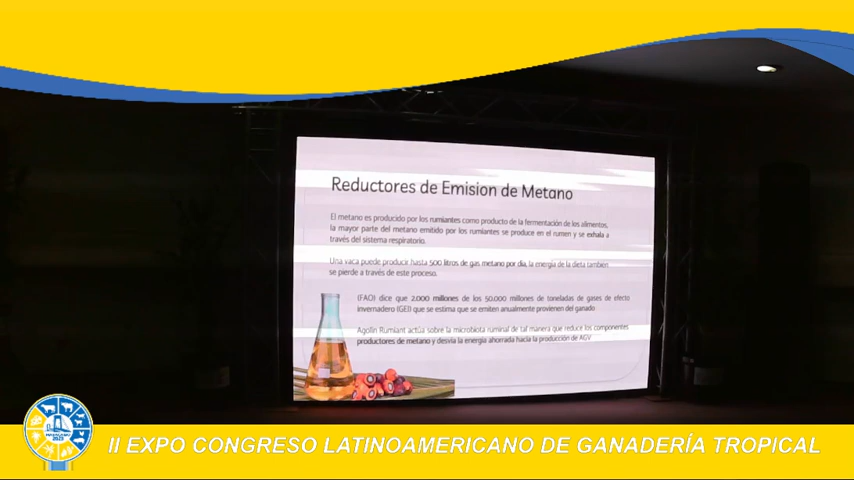 Reductores de Emision de Metano
El metano es producido por los rumiantes como producto de la fermentación de los alimentos,
la mayor parte del metano emitido por los rumiantes se produce en el rumen y se exhala a
través del sistema respiratorio.
Una vaca puede producir hasta 500 litros de gas metano por día, la energía de la dieta también
se pierde a través de este proceso.
(FAO) dice que 2.000 millones de los 50.000 millones de toneladas de gases de efecto
invernadero (GEI) que se estima que se emiten anualmente provienen del ganado
Agolin Rumiant actúa sobre la microbiota ruminal de tal manera que reduce los componentes
productores de metano y desvía la energía ahorrada hacia la producción de AGV
II EXPO CONGRESO LATINOAMERICANO DE GANADERÍA TROPICAL